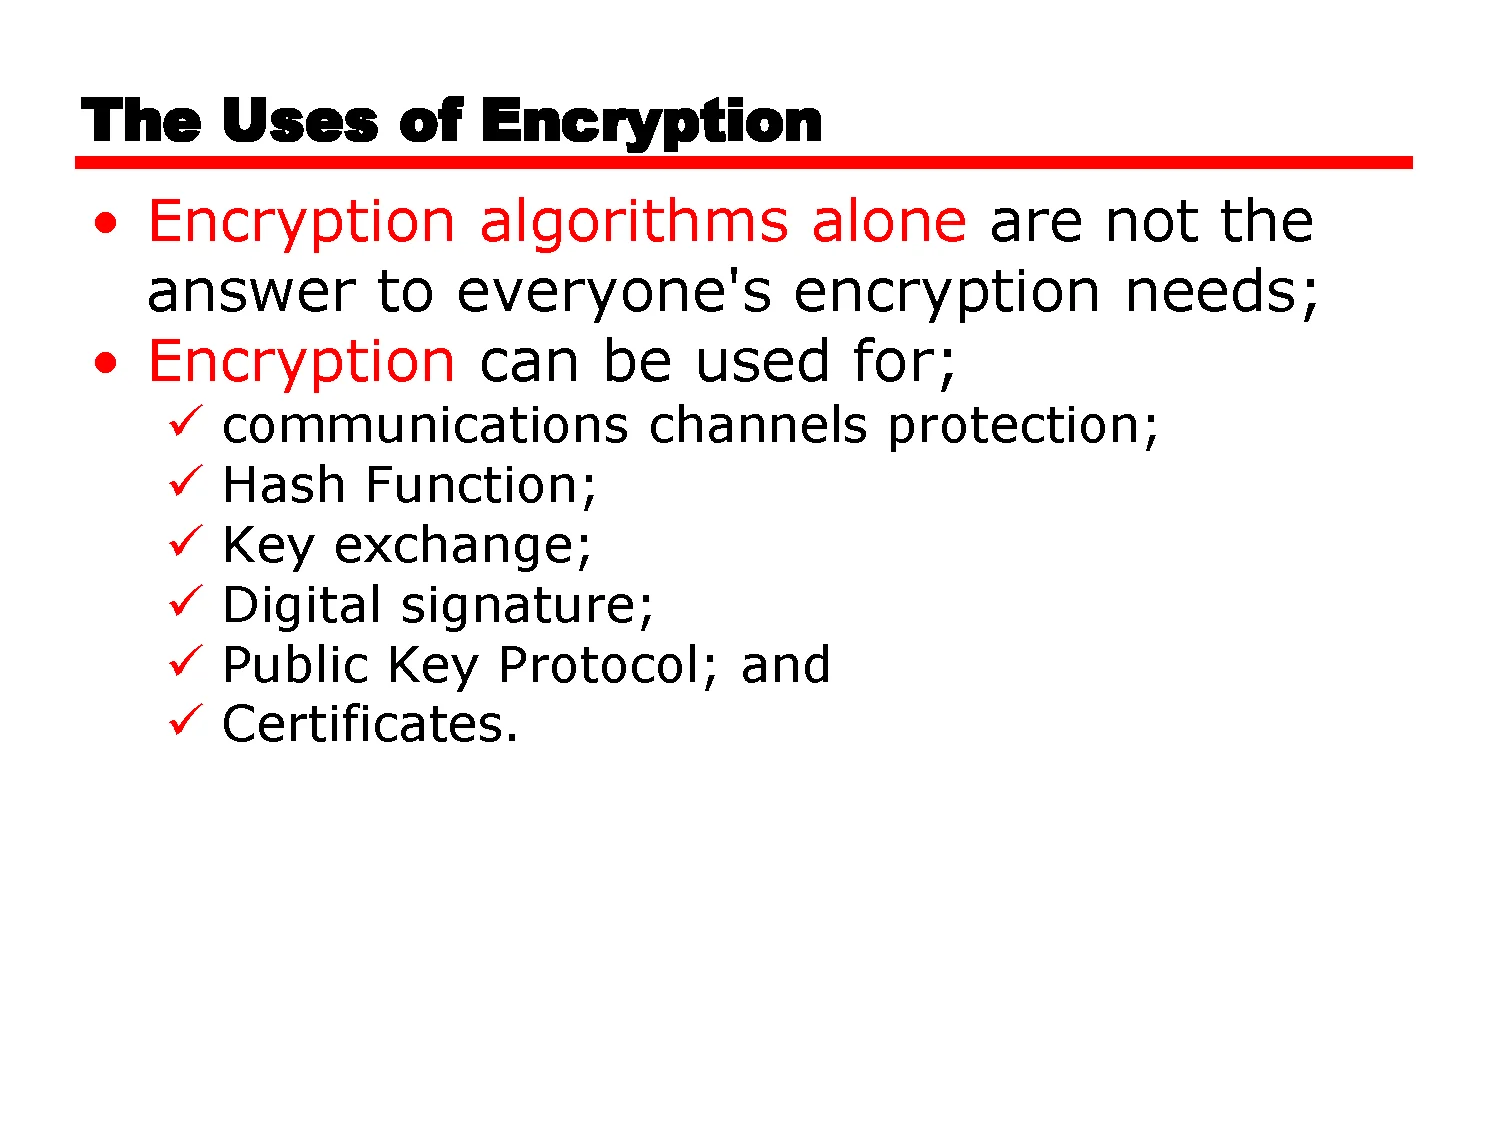 The Uses of Encryption
• Encryption algorithms alone are not the
answer to everyone's encryption needs;
• Encryption can be used for;
✓ communications channels protection;
✓ Hash Function;
✓ Key exchange;
✓ Digital signature;
✓ Public Key Protocol; and
✓ Certificates.